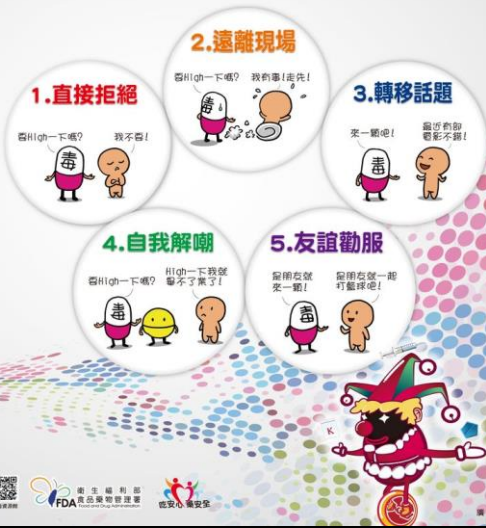 1.直接拒絕
要High一下嗎?
我不要!
毒
2.遠離現場
要High一下嗎?
我有事!走先!
毒
3.轉移話題
來一顆吧!
最近有部
電影不錯!
毒
4.自我解嘲
要High一下嗎?
High一下我就
畢不了業了!
毒
5.友誼勸服
是朋友就
來一顆!
是朋友就一起
打籃球吧!
毒
K
FDA
衛生福利部
食品藥物管理署
Food and Drug Administration
吃安心 藥安全